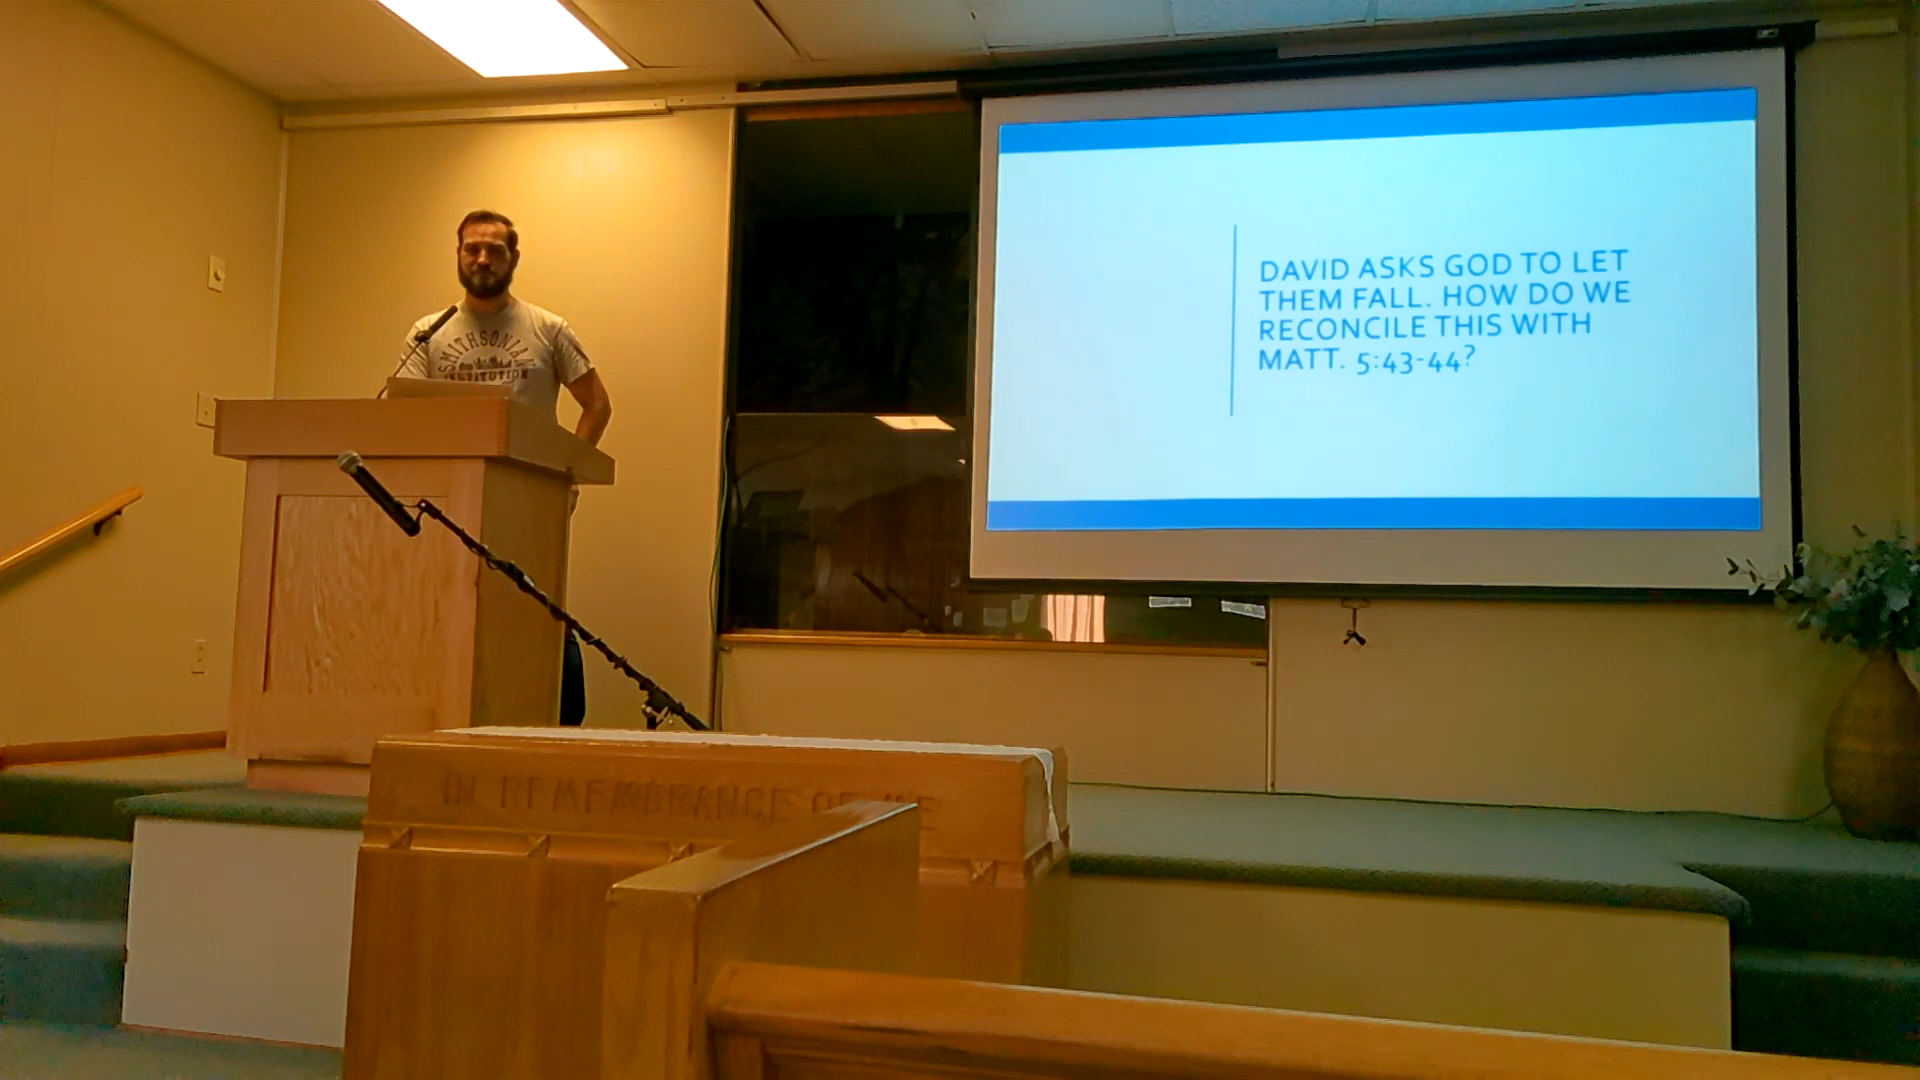 DAVID ASKS GOD TO LET
THEM FALL. HOW DO WE
RECONCILE THIS WITH
MATT. 5:43-44?
SMITHSONIAN
INSTITUTION
IN REMEMBRANCE OF ME